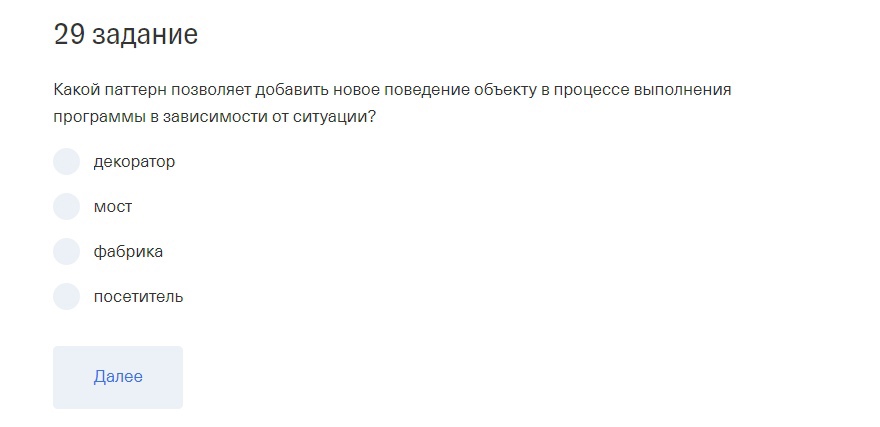 29 задание
Какой паттерн позволяет добавить новое поведение объекту в процессе выполнения
программы в зависимости от ситуации?
декоратор
мост
фабрика
посетитель
Далее